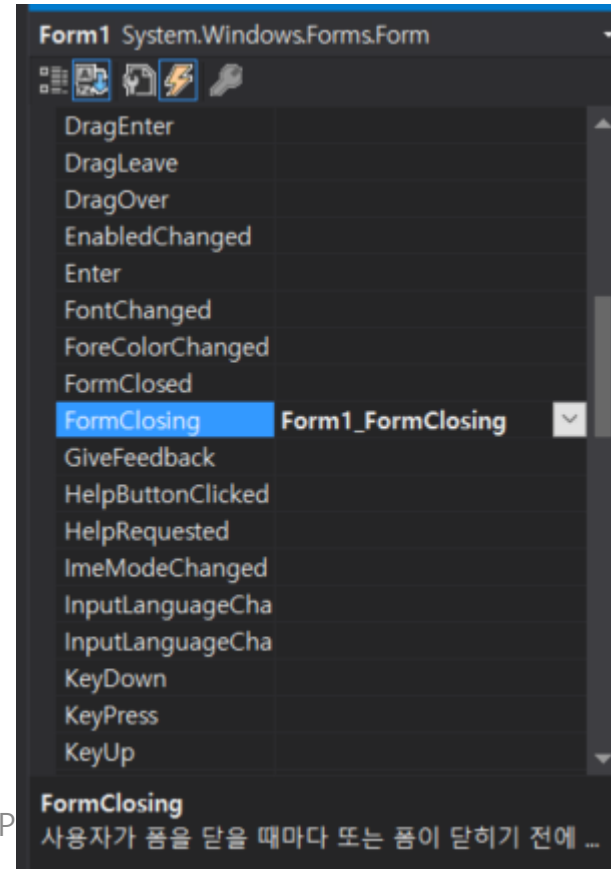 Form1 System.Windows.Forms.Form
DragEnter
DragLeave
DragOver
EnabledChanged
Enter
FontChanged
ForeColorChanged
FormClosed
FormClosing Form1_FormClosing
GiveFeedback
HelpButtonClicked
HelpRequested
ImeModeChanged
InputLanguageCha
InputLanguageCha
KeyDown
KeyPress
KeyUp
FormClosing
P
사용자가 폼을 닫을 때마다 또는 폼이 닫히기 전에 ...